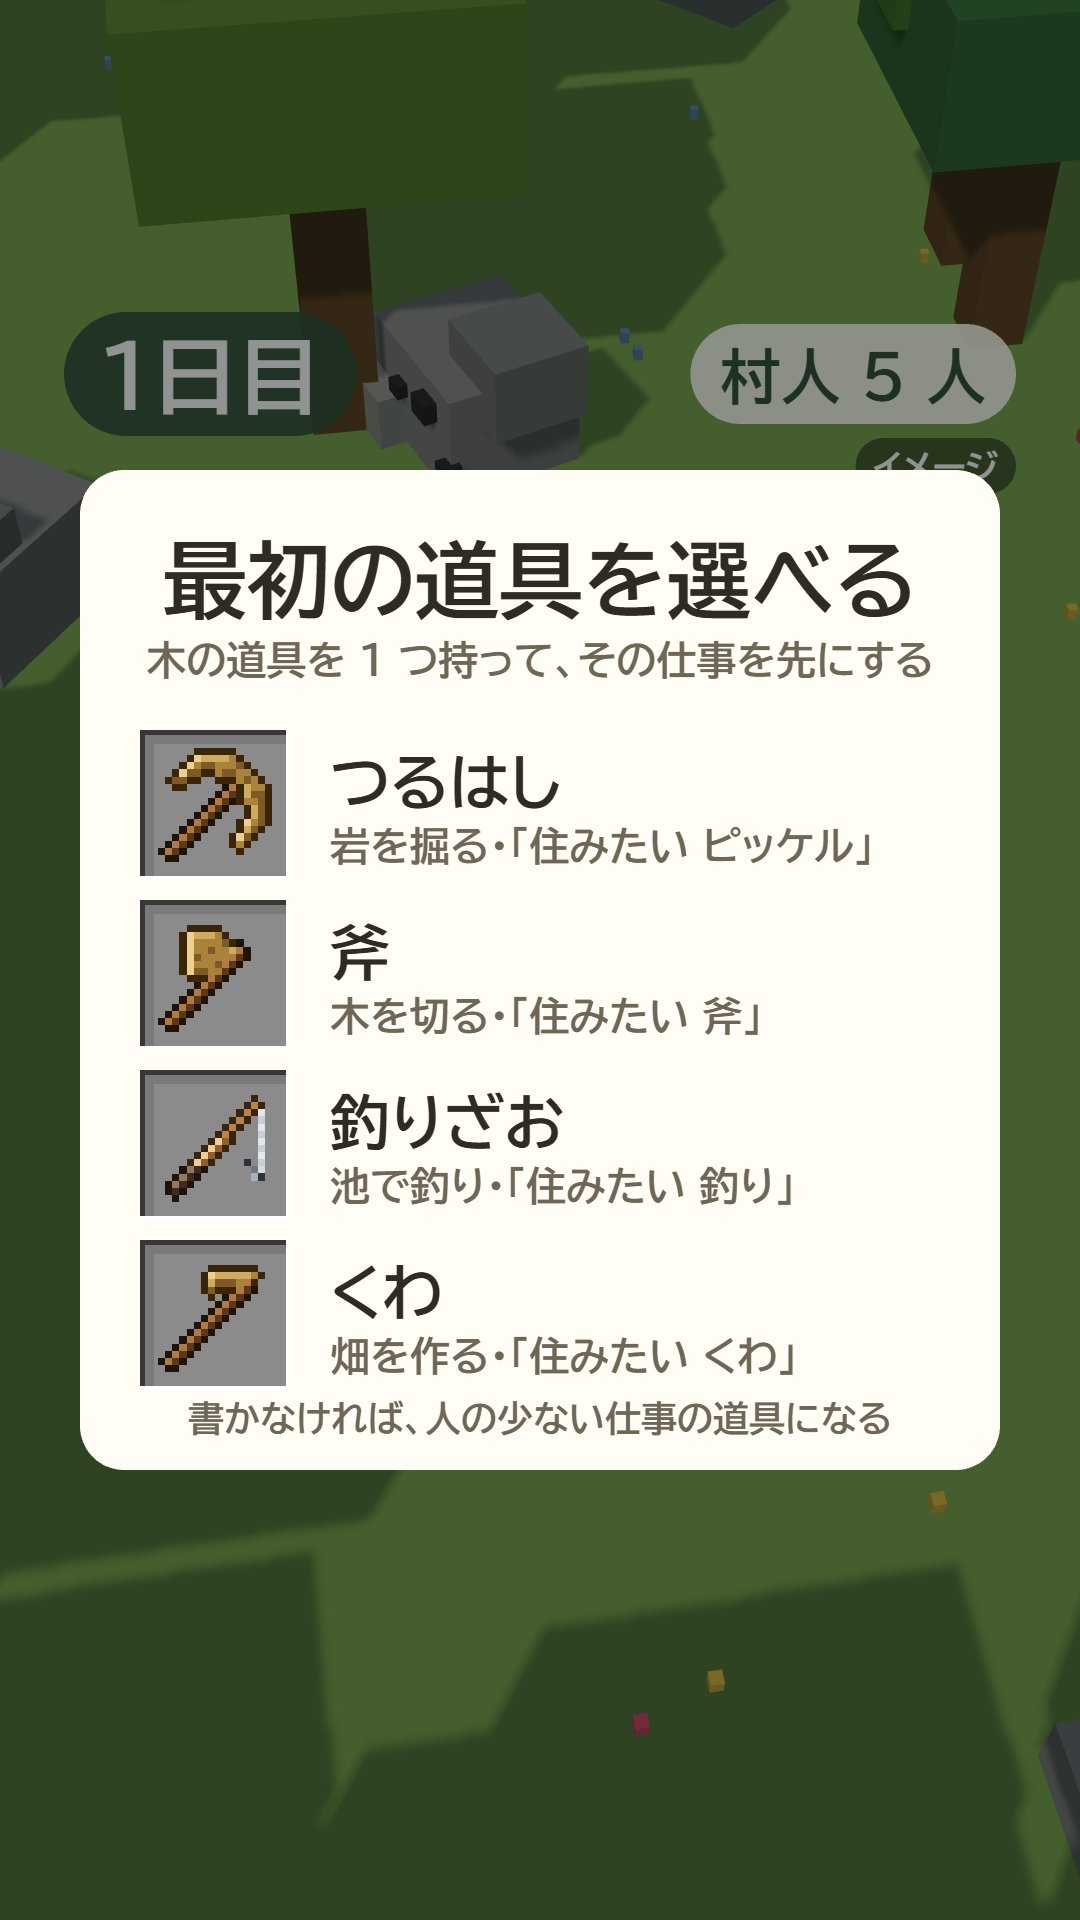 1日目
村人 5 人
イメージ
最初の道具を選べる
木の道具を 1 つ持って、その仕事を先にする
つるはし
岩を掘る・「住みたい ピッケル」
斧
木を切る・「住みたい 斧」
釣りざお
池で釣り・「住みたい 釣り」
くわ
畑を作る・「住みたい くわ」
書かなければ、人の少ない仕事の道具になる